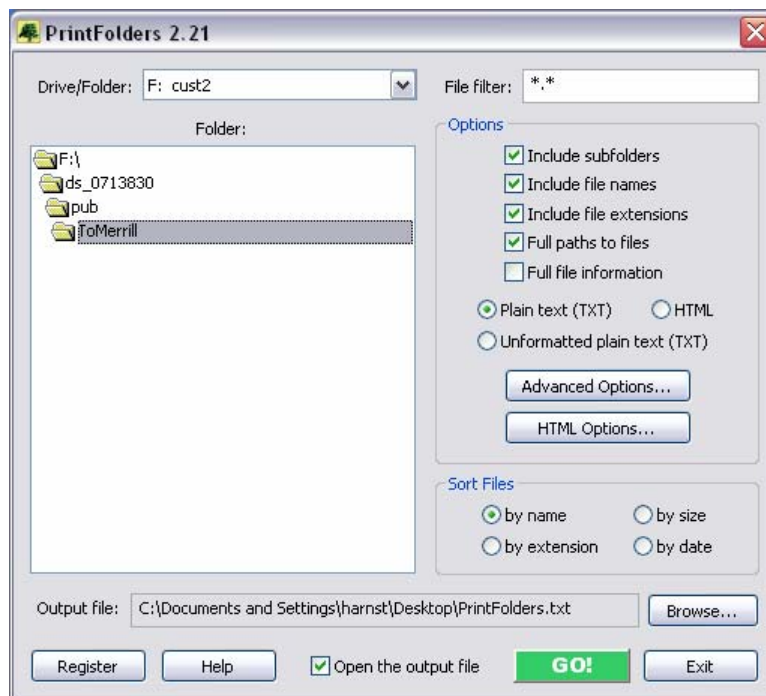 PrintFolders 2.21
Drive/Folder: F: cust2
File filter: *.*
Folder:
F:\
ds_0713830
pub
ToMerrill
Options
Include subfolders
Include file names
Include file extensions
Full paths to files
Full file information
Plain text (TXT) HTML
Unformatted plain text (TXT)
Advanced Options...
HTML Options...
Sort Files
by name by size
by extension by date
Output file: C:\Documents and Settings\harnst\Desktop\PrintFolders.txt Browse...
Register Help Open the output file GO! Exit